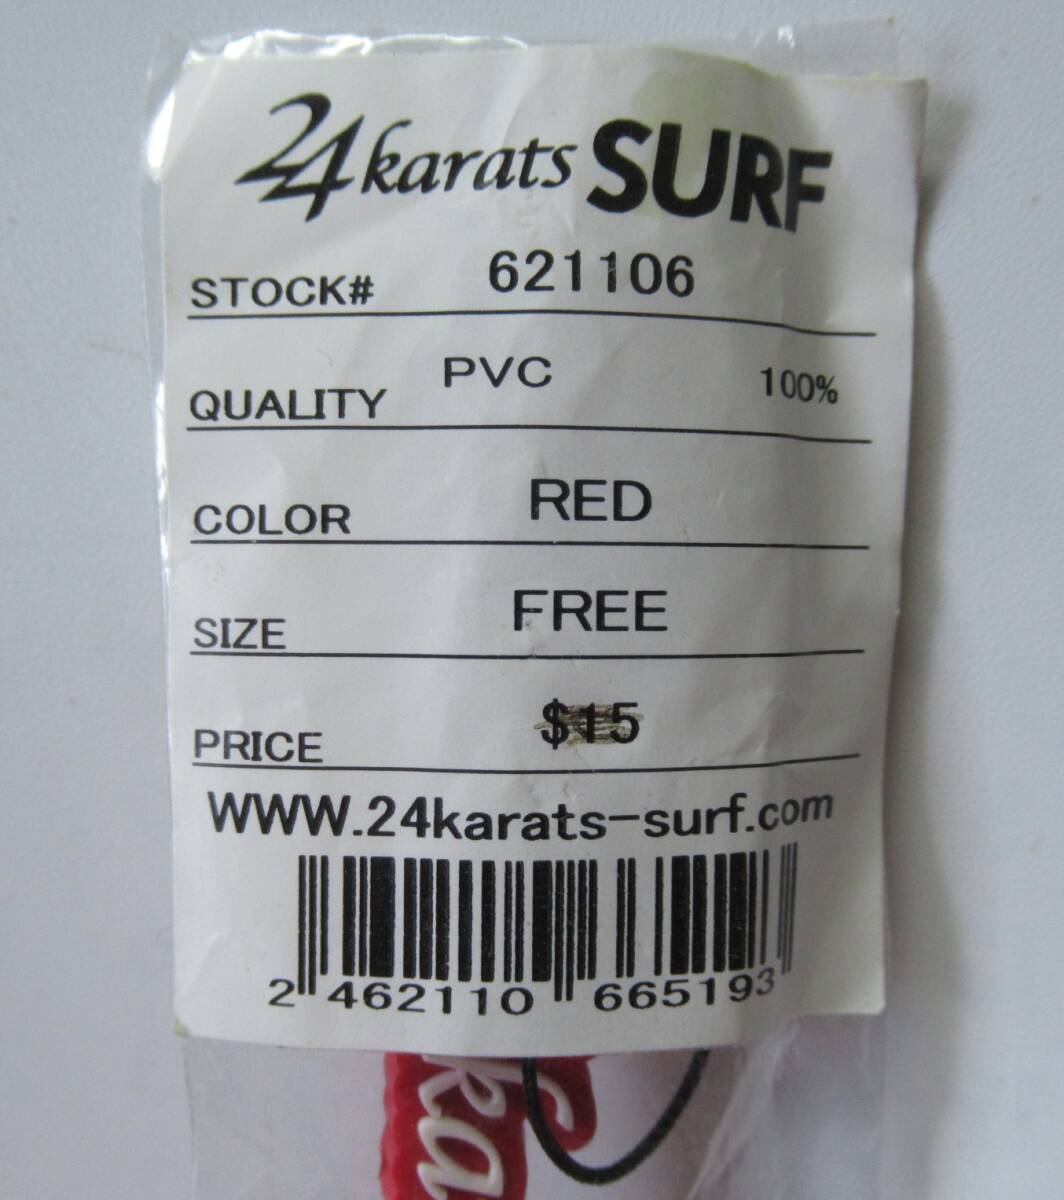 24karats SURF
STOCK# 621106
QUALITY PVC 100%
COLOR RED
SIZE FREE
PRICE $15
WWW.24karats-surf.com
2 462110 665193
ka